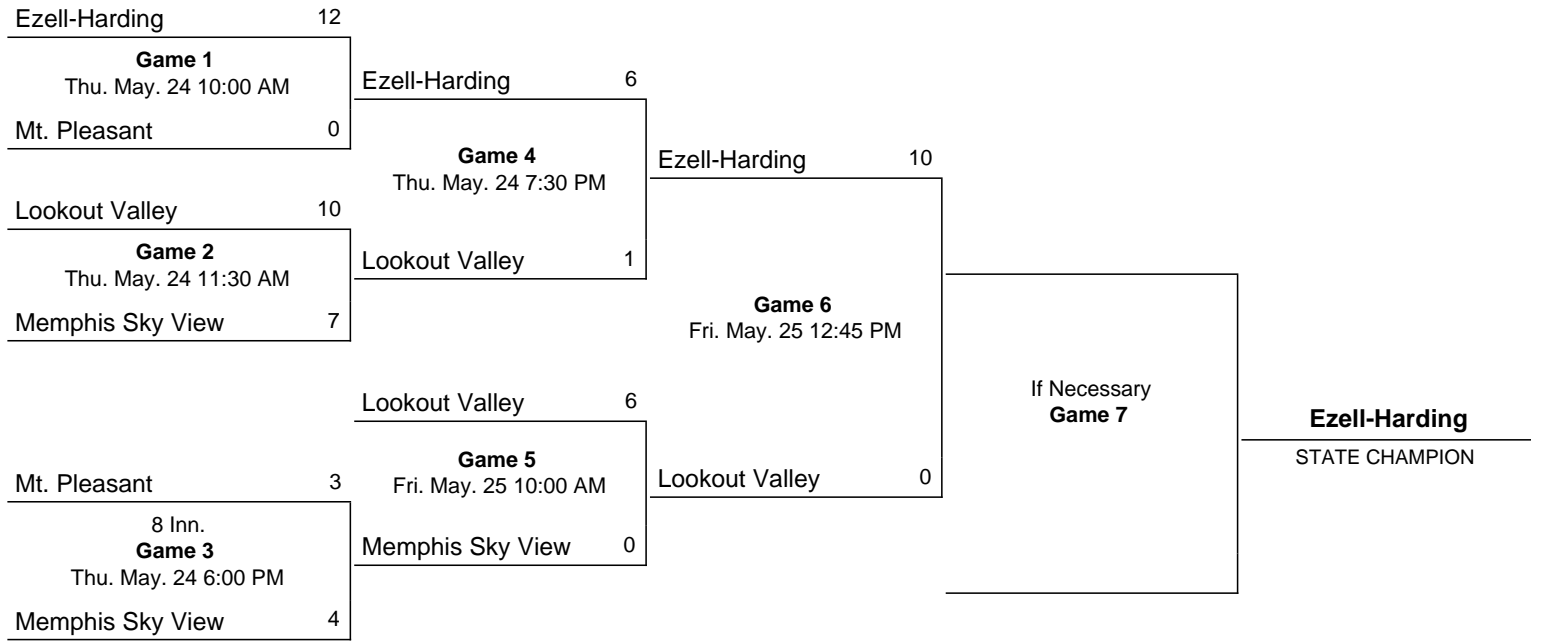 Ezell-Harding 12
Game 1
Thu. May. 24 10:00 AM
Mt. Pleasant 0
Lookout Valley 10
Game 2
Thu. May. 24 11:30 AM
Memphis Sky View 7
Mt. Pleasant 3
8 Inn.
Game 3
Thu. May. 24 6:00 PM
Memphis Sky View 4
Ezell-Harding 6
Game 4
Thu. May. 24 7:30 PM
Lookout Valley 1
Lookout Valley 6
Game 5
Fri. May. 25 10:00 AM
Memphis Sky View 0
Ezell-Harding 10
Game 6
Fri. May. 25 12:45 PM
Lookout Valley 0
If Necessary
Game 7
Ezell-Harding
STATE CHAMPION